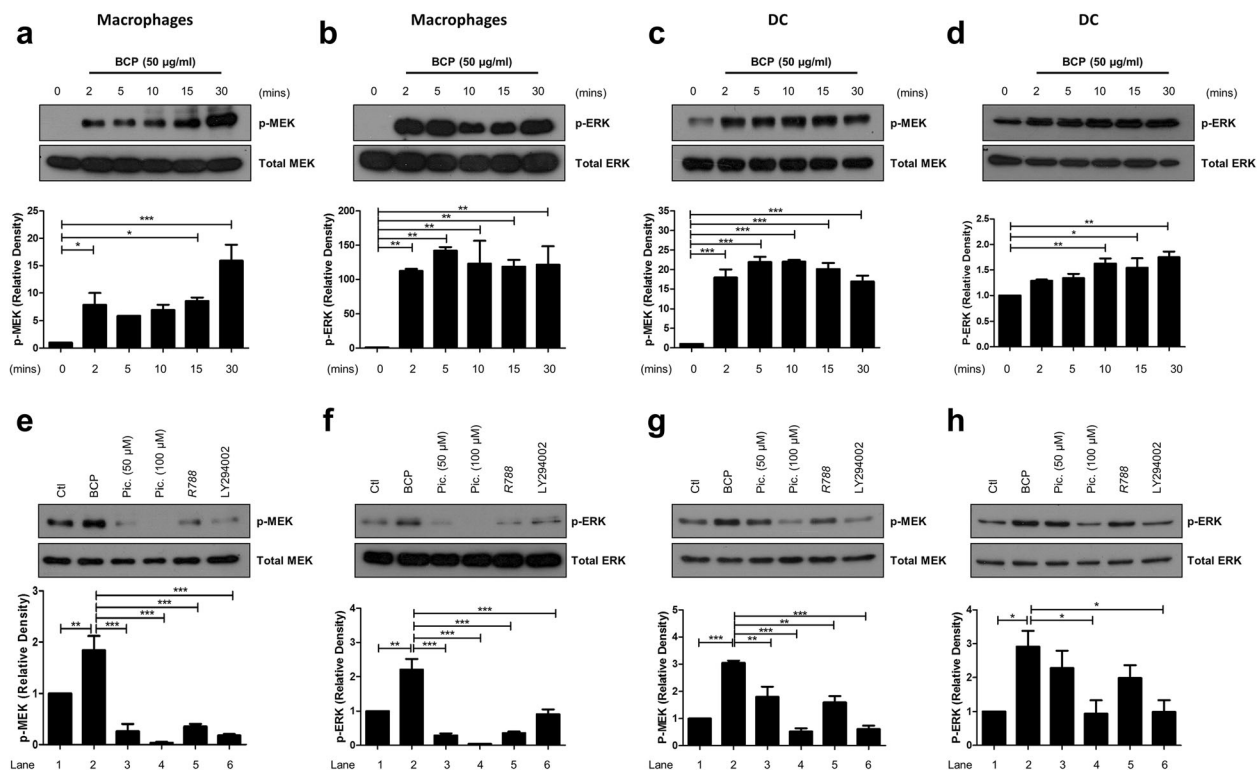 Macrophages
Macrophages
DC
DC
a
BCP (50 µg/ml)
0 2 5 10 15 30 (mins)
p-MEK
Total MEK
***
*
*
p-MEK (Relative Density)
25
20
15
10
5
0
(mins) 0 2 5 10 15 30
b
BCP (50 µg/ml)
0 2 5 10 15 30 (mins)
p-ERK
Total ERK
**
**
**
**
**
p-ERK (Relative Density)
200
150
100
50
0
(mins) 0 2 5 10 15 30
c
BCP (50 µg/ml)
0 2 5 10 15 30 (mins)
p-MEK
Total MEK
***
***
***
***
***
p-MEK (Relative Density)
35
30
25
20
15
10
5
0
(mins) 0 2 5 10 15 30
d
BCP (50 µg/ml)
0 2 5 10 15 30 (mins)
p-ERK
Total ERK
**
*
**
P-ERK (Relative Density)
2.5
2.0
1.5
1.0
0.5
0.0
(mins) 0 2 5 10 15 30
e
Ctl
BCP
Pic. (50 µM)
Pic. (100 µM)
R788
LY294002
p-MEK
Total MEK
***
***
***
** ***
p-MEK (Relative Density)
3
2
1
0
Lane 1 2 3 4 5 6
f
Ctl
BCP
Pic. (50 µM)
Pic. (100 µM)
R788
LY294002
p-ERK
Total ERK
***
***
***
** ***
p-ERK (Relative Density)
4
3
2
1
0
Lane 1 2 3 4 5 6
g
Ctl
BCP
Pic. (50 µM)
Pic. (100 µM)
R788
LY294002
p-MEK
Total MEK
***
**
***
*** **
P-MEK (Relative Density)
5
4
3
2
1
0
Lane 1 2 3 4 5 6
h
Ctl
BCP
Pic. (50 µM)
Pic. (100 µM)
R788
LY294002
p-ERK
Total ERK
*
* *
P-ERK (Relative Density)
4
3
2
1
0
Lane 1 2 3 4 5 6